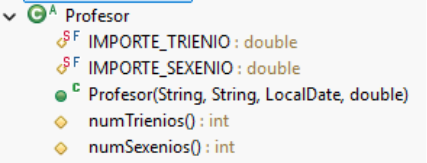 Profesor
IMPORTE_TRIENIO : double
IMPORTE_SEXENIO : double
Profesor(String, String, LocalDate, double)
numTrienios() : int
numSexenios() : int